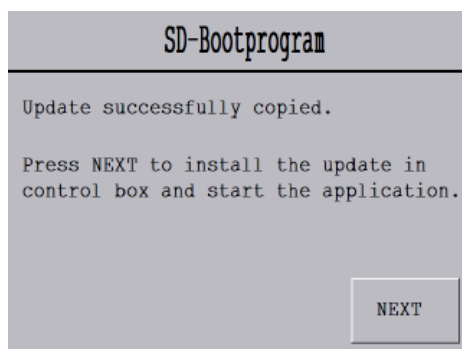 SD-Bootprogram
Update successfully copied.
Press NEXT to install the update in
control box and start the application.
NEXT